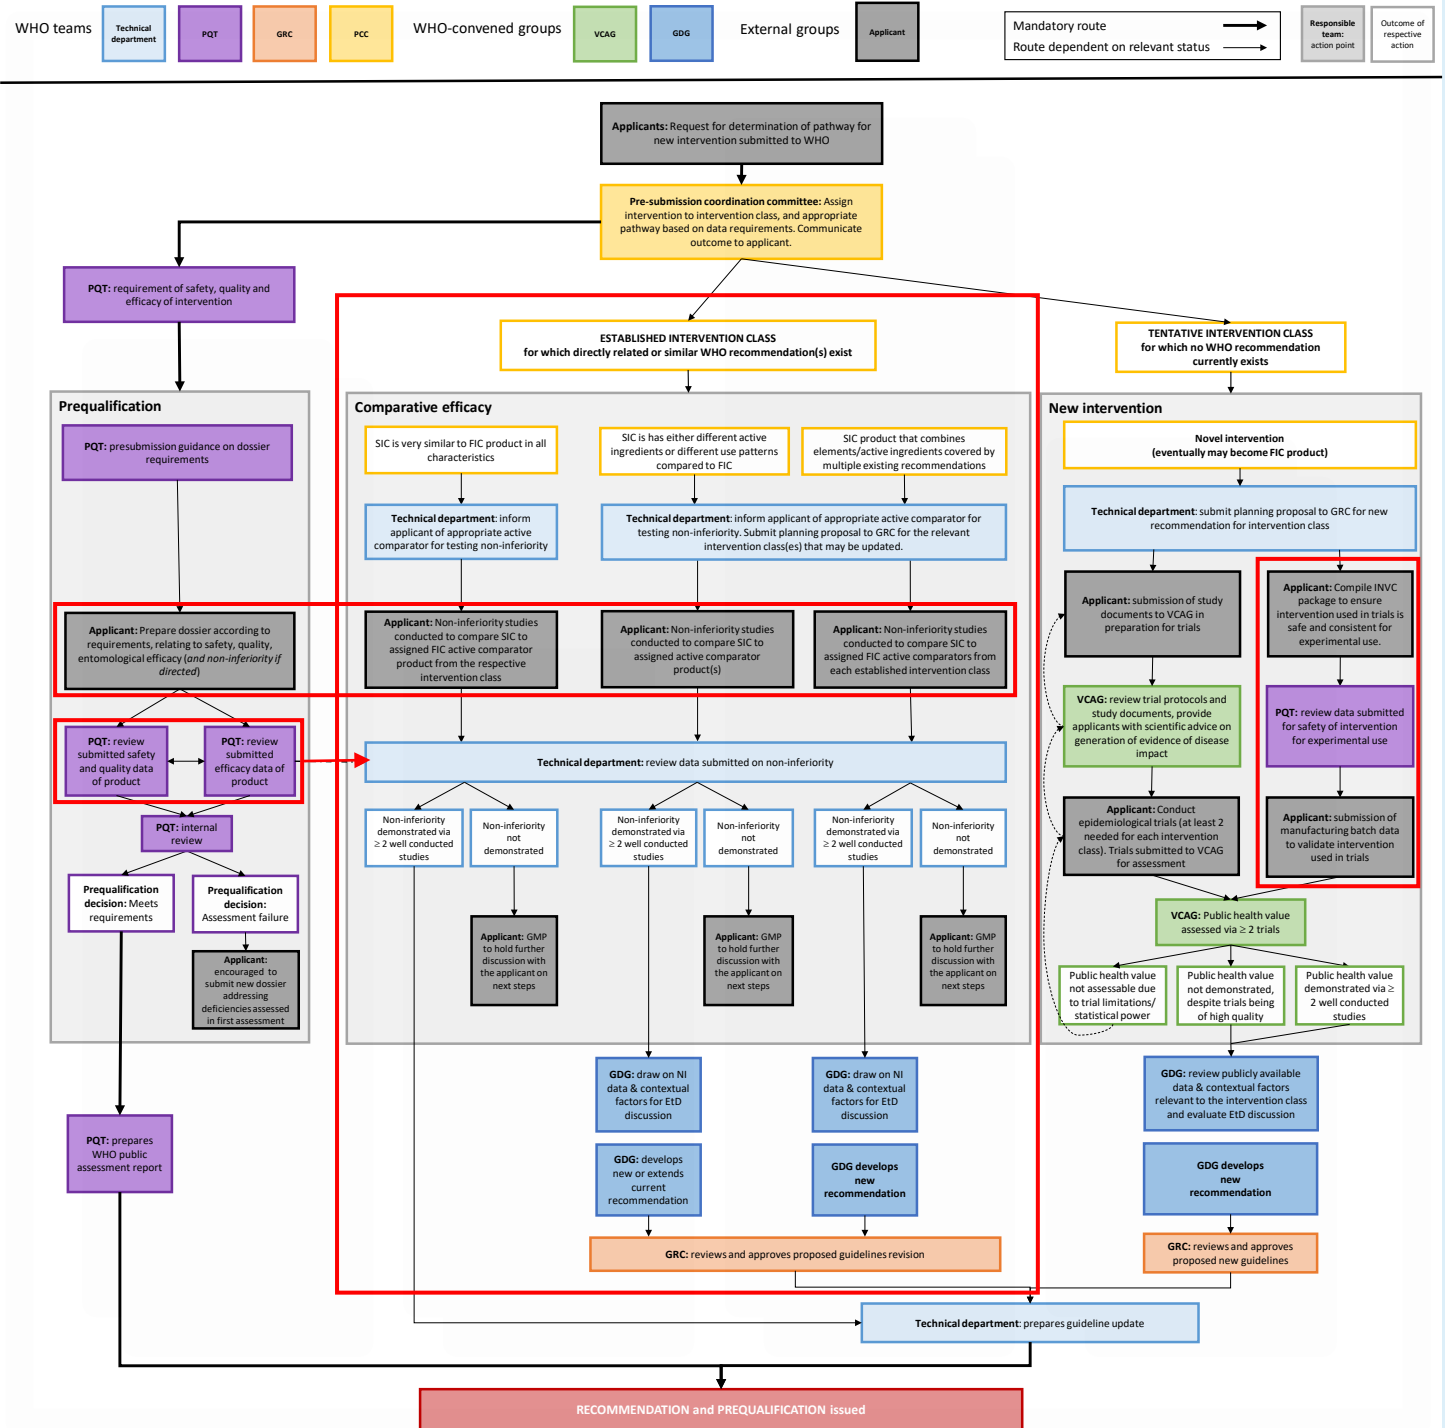 WHO teams
Technical
department
PQT
GRC
PCC
WHO-convened groups
VCAG
GDG
External groups
Applicant
Mandatory route
Route dependent on relevant status
Responsible
team:
action point
Outcome of
respective
action
Applicants: Request for determination of pathway for
new intervention submitted to WHO
Pre-submission coordination committee: Assign
intervention to intervention class, and appropriate
pathway based on data requirements. Communicate
outcome to applicant.
PQT: requirement of safety, quality and
efficacy of intervention
ESTABLISHED INTERVENTION CLASS
for which directly related or similar WHO recommendation(s) exist
TENTATIVE INTERVENTION CLASS
for which no WHO recommendation
currently exists
Prequalification
PQT: presubmission guidance on dossier
requirements
Applicant: Prepare dossier according to
requirements, relating to safety, quality,
entomological efficacy (and non-inferiority if
directed)
PQT: review
submitted safety
and quality data
of product
PQT: review
submitted
efficacy data of
product
PQT: internal
review
Prequalification
decision: Meets
requirements
Prequalification
decision:
Assessment failure
Applicant:
encouraged to
submit new dossier
addressing
deficiencies assessed
in first assessment
PQT: prepares
WHO public
assessment report
Comparative efficacy
SIC is very similar to FIC product in all
characteristics
SIC is has either different active
ingredients or different use patterns
compared to FIC
SIC product that combines
elements/active ingredients covered by
multiple existing recommendations
Technical department: inform
applicant of appropriate active
comparator for testing non-inferiority
Technical department: inform applicant of appropriate active comparator for
testing non-inferiority. Submit planning proposal to GRC for the relevant
intervention class(es) that may be updated.
Applicant: Non-inferiority studies
conducted to compare SIC to
assigned FIC active comparator
product from the respective
intervention class
Applicant: Non-inferiority studies
conducted to compare SIC to
assigned active comparator
product(s)
Applicant: Non-inferiority studies
conducted to compare SIC to
assigned FIC active comparators from
each established intervention class
Technical department: review data submitted on non-inferiority
Non-inferiority
demonstrated via
≥ 2 well conducted
studies
Non-inferiority
not
demonstrated
Non-inferiority
demonstrated via
≥ 2 well conducted
studies
Non-inferiority
not
demonstrated
Non-inferiority
demonstrated via
≥ 2 well conducted
studies
Non-inferiority
not
demonstrated
Applicant: GMP
to hold further
discussion with
the applicant on
next steps
Applicant: GMP
to hold further
discussion with
the applicant on
next steps
Applicant: GMP
to hold further
discussion with
the applicant on
next steps
GDG: draw on NI
data & contextual
factors for EtD
discussion
GDG: draw on NI
data & contextual
factors for EtD
discussion
GDG: develops
new or extends
current
recommendation
GDG develops
new
recommendation
GRC: reviews and approves proposed guidelines revision
New intervention
Novel intervention
(eventually may become FIC product)
Technical department: submit planning proposal to GRC for new
recommendation for intervention class
Applicant: submission of study
documents to VCAG in
preparation for trials
Applicant: Compile INVC
package to ensure
intervention used in trials is
safe and consistent for
experimental use.
VCAG: review trial protocols and
study documents, provide
applicants with scientific advice on
generation of evidence of disease
impact
PQT: review data submitted
for safety of intervention
for experimental use
Applicant: Conduct
epidemiological trials (at least 2
needed for each intervention
class). Trials submitted to VCAG
for assessment
Applicant: submission of
manufacturing batch data
to validate intervention
used in trials
VCAG: Public health value
assessed via ≥ 2 trials
Public health value
not assessable due
to trial limitations/
statistical power
Public health value
not demonstrated,
despite trials being
of high quality
Public health value
demonstrated via ≥
2 well conducted
studies
GDG: review publicly available
data & contextual factors
relevant to the intervention class
and evaluate EtD discussion
GDG develops
new
recommendation
GRC: reviews and approves
proposed new guidelines
Technical department: prepares guideline update
RECOMMENDATION and PREQUALIFICATION issued